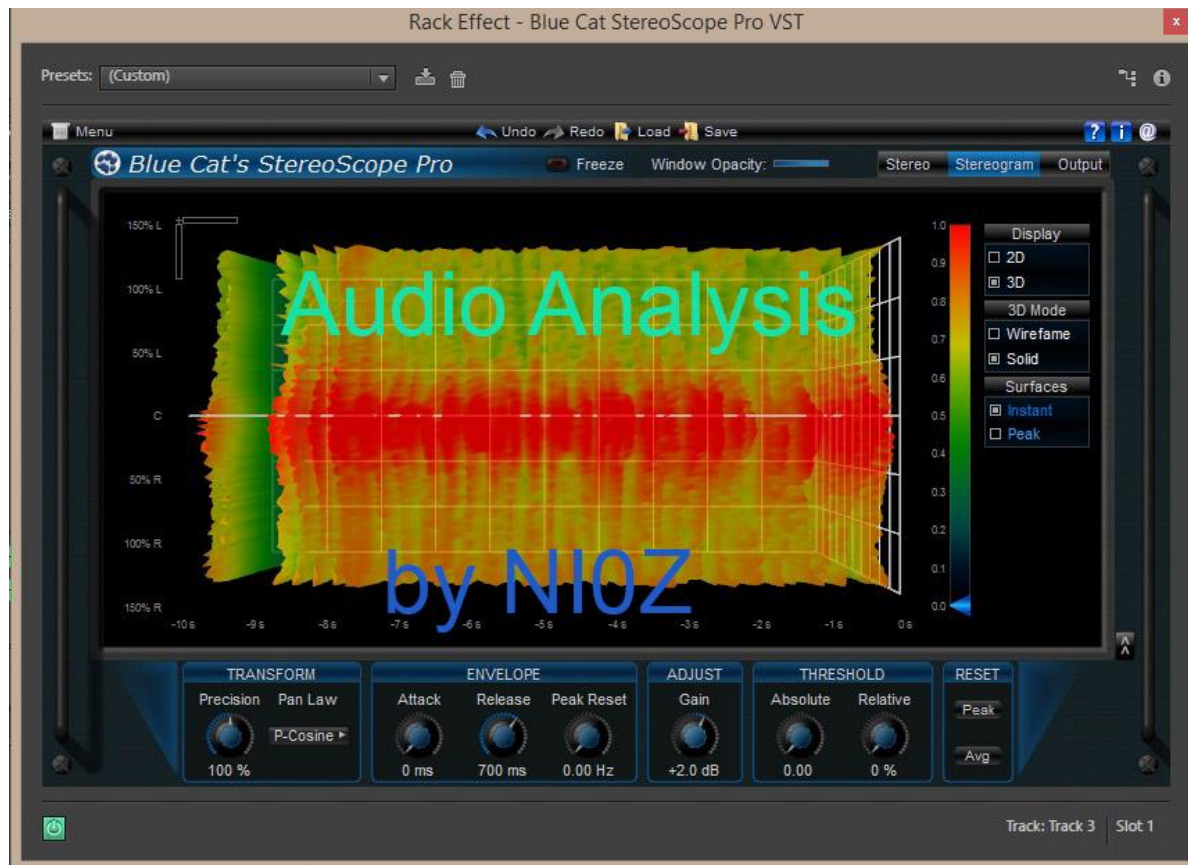 Rack Effect - Blue Cat StereoScope Pro VST
x
Presets: (Custom)
Menu Undo Redo Load Save ? i @
Blue Cat's StereoScope Pro Freeze Window Opacity: Stereo Stereogram Output
150% L
100% L
50% L
C
50% R
100% R
150% R
-10 s -9 s -8 s -7 s -6 s -5 s -4 s -3 s -2 s -1 s 0 s
Audio Analysis
by NI0Z
1.0
0.9
0.8
0.7
0.6
0.5
0.4
0.3
0.2
0.1
0.0
Display
2D
3D
3D Mode
Wirefame
Solid
Surfaces
Instant
Peak
TRANSFORM
Precision Pan Law
P-Cosine
100 %
ENVELOPE
Attack Release Peak Reset
0 ms 700 ms 0.00 Hz
ADJUST
Gain
+2.0 dB
THRESHOLD
Absolute Relative
0.00 0 %
RESET
Peak
Avg
Track: Track 3 Slot 1